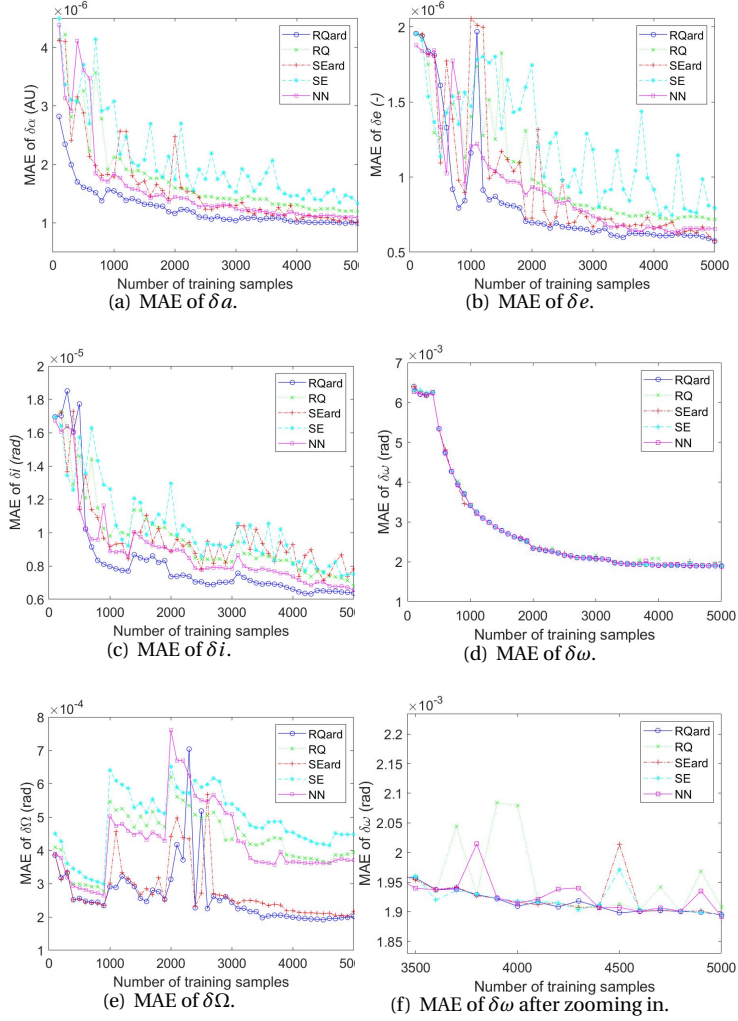 ×10⁻⁶
MAE of δα (AU)
4
3
2
1
0
1000
2000
3000
4000
5000
Number of training samples
RQard
RQ
SEard
SE
NN
(a) MAE of δa.
×10⁻⁶
MAE of δe (-)
2
1.5
1
0.5
0
1000
2000
3000
4000
5000
Number of training samples
RQard
RQ
SEard
SE
NN
(b) MAE of δe.
×10⁻⁵
MAE of δi (rad)
2
1.8
1.6
1.4
1.2
1
0.8
0.6
0
1000
2000
3000
4000
5000
Number of training samples
RQard
RQ
SEard
SE
NN
(c) MAE of δi.
×10⁻³
MAE of δω (rad)
7
6
5
4
3
2
1
0
1000
2000
3000
4000
5000
Number of training samples
RQard
RQ
SEard
SE
NN
(d) MAE of δω.
×10⁻⁴
MAE of δΩ (rad)
8
7
6
5
4
3
2
1
0
1000
2000
3000
4000
5000
Number of training samples
RQard
RQ
SEard
SE
NN
(e) MAE of δΩ.
×10⁻³
MAE of δω (rad)
2.2
2.15
2.1
2.05
2
1.95
1.9
1.85
3500
4000
4500
5000
Number of training samples
RQard
RQ
SEard
SE
NN
(f) MAE of δω after zooming in.